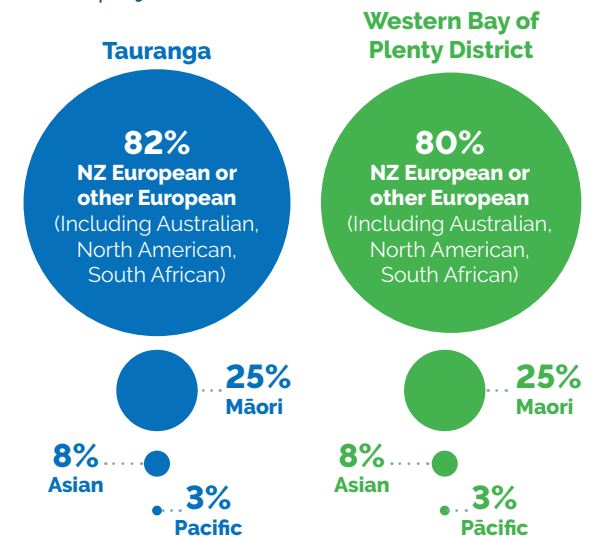 Tauranga
82%
NZ European or
other European
(Including Australian,
North American,
South African)
25%
Māori
8%
Asian
3%
Pacific
Western Bay of
Plenty District
80%
NZ European or
other European
(Including Australian,
North American,
South African)
25%
Maori
8%
Asian
3%
Pācific